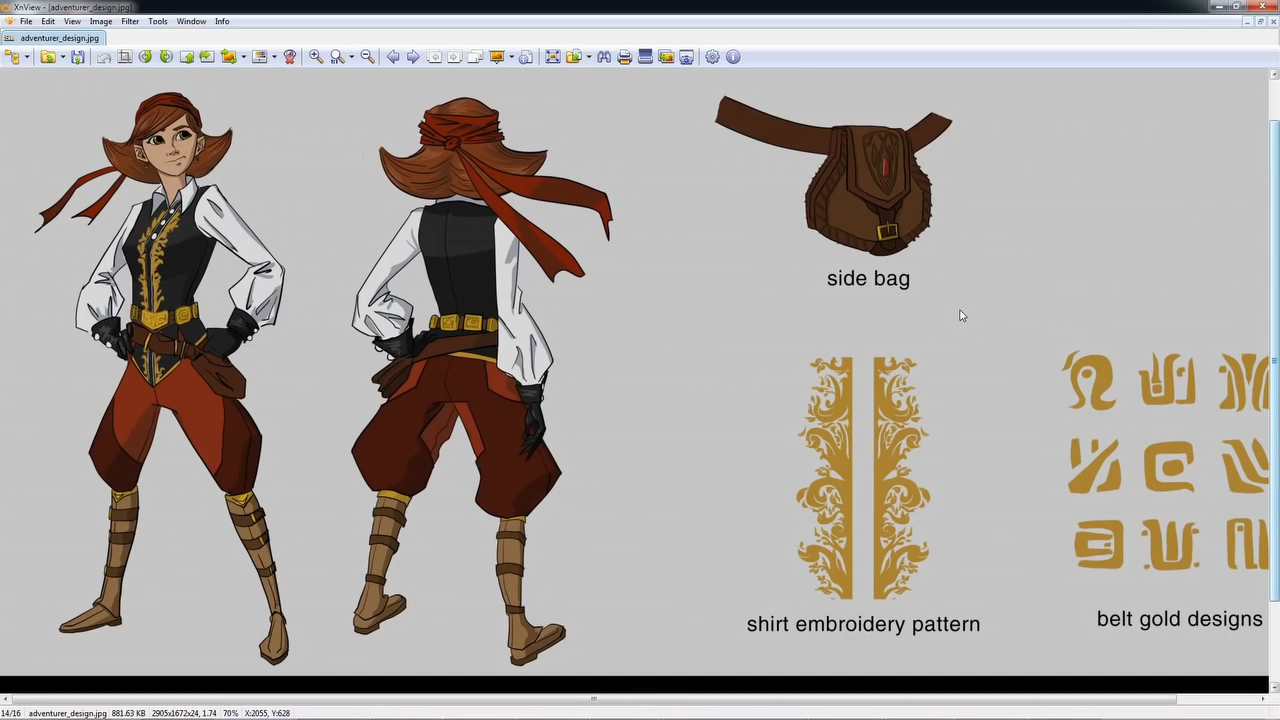 XnView - [adventurer_design.jpg]
File Edit View Image Filter Tools Window Info
adventurer_design.jpg
side bag
shirt embroidery pattern
belt gold designs
14/16 adventurer_design.jpg 881.63 KB 2905x1672x24, 1.74 70% X:2055, Y:628